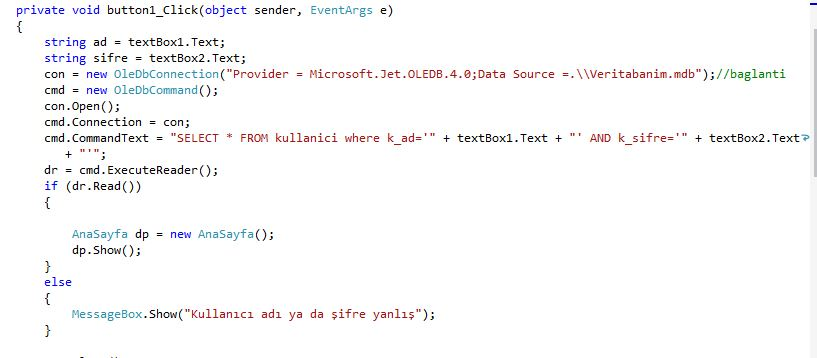 private void button1_Click(object sender, EventArgs e)
{
string ad = textBox1.Text;
string sifre = textBox2.Text;
con = new OleDbConnection("Provider = Microsoft.Jet.OLEDB.4.0;Data Source =.\\Veritabanim.mdb");//baglanti
cmd = new OleDbCommand();
con.Open();
cmd.Connection = con;
cmd.CommandText = "SELECT * FROM kullanici where k_ad='" + textBox1.Text + "' AND k_sifre='" + textBox2.Text
+ "'";
dr = cmd.ExecuteReader();
if (dr.Read())
{
AnaSayfa dp = new AnaSayfa();
dp.Show();
}
else
{
MessageBox.Show("Kullanıcı adı ya da şifre yanlış");
}